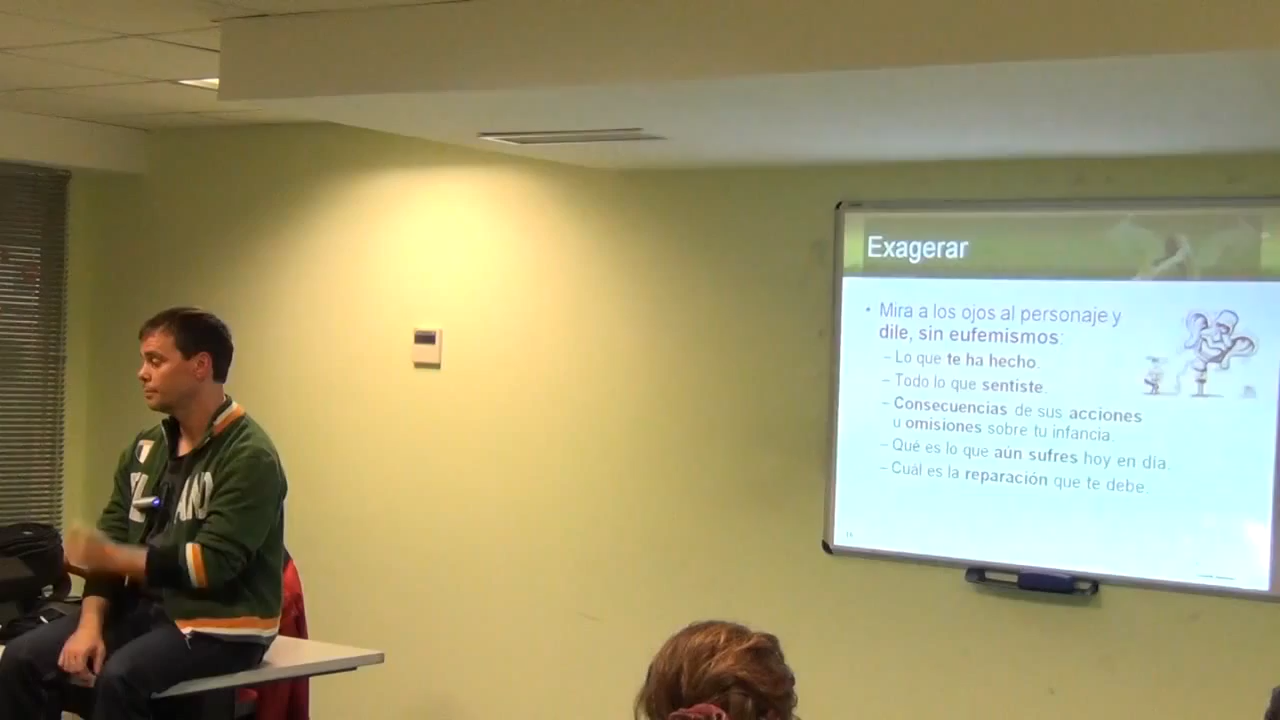 Exagerar
• Mira a los ojos al personaje y
dile, sin eufemismos:
– Lo que te ha hecho.
– Todo lo que sentiste.
– Consecuencias de sus acciones
u omisiones sobre tu infancia.
– Qué es lo que aún sufres hoy en día.
– Cuál es la reparación que te debe.